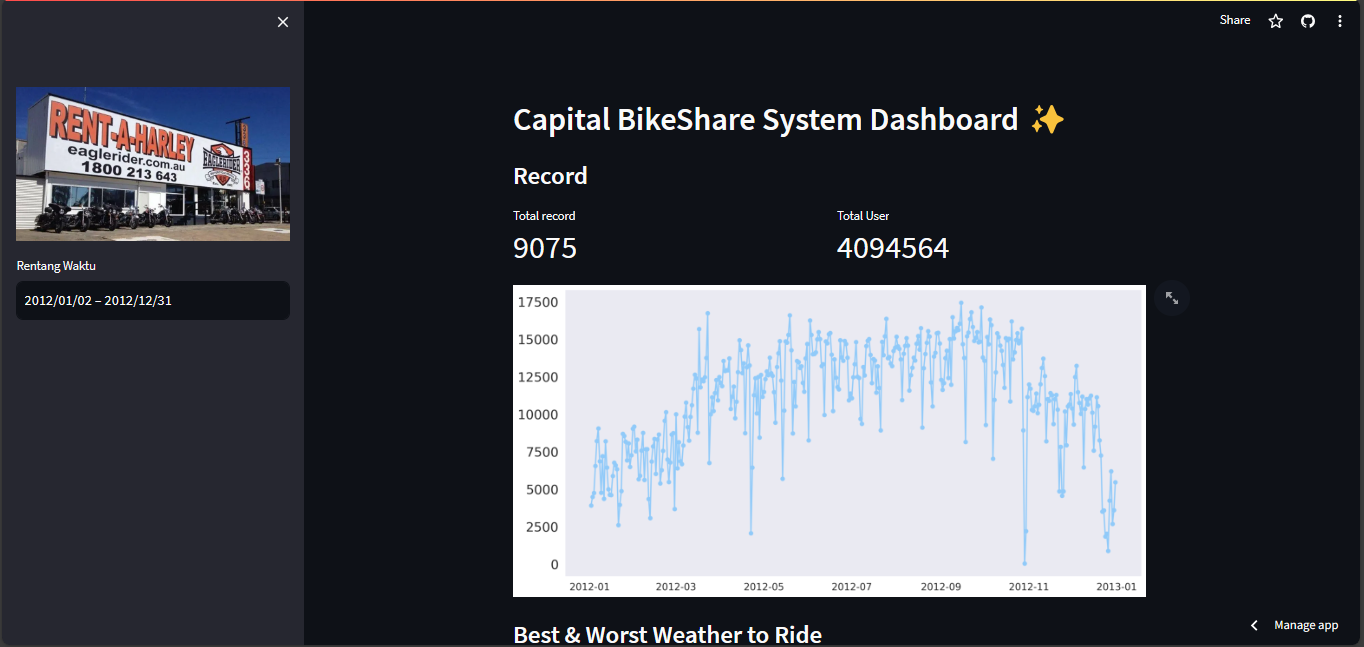 Share
RENT-A-HARLEY
eaglerider.com.au
1800 213 643
EAGLERIDER
336
Rentang Waktu
2012/01/02 – 2012/12/31
Capital BikeShare System Dashboard ✨
Record
Total record
Total User
9075
4094564
17500
15000
12500
10000
7500
5000
2500
0
2012-01 2012-03 2012-05 2012-07 2012-09 2012-11 2013-01
Best & Worst Weather to Ride
Manage app